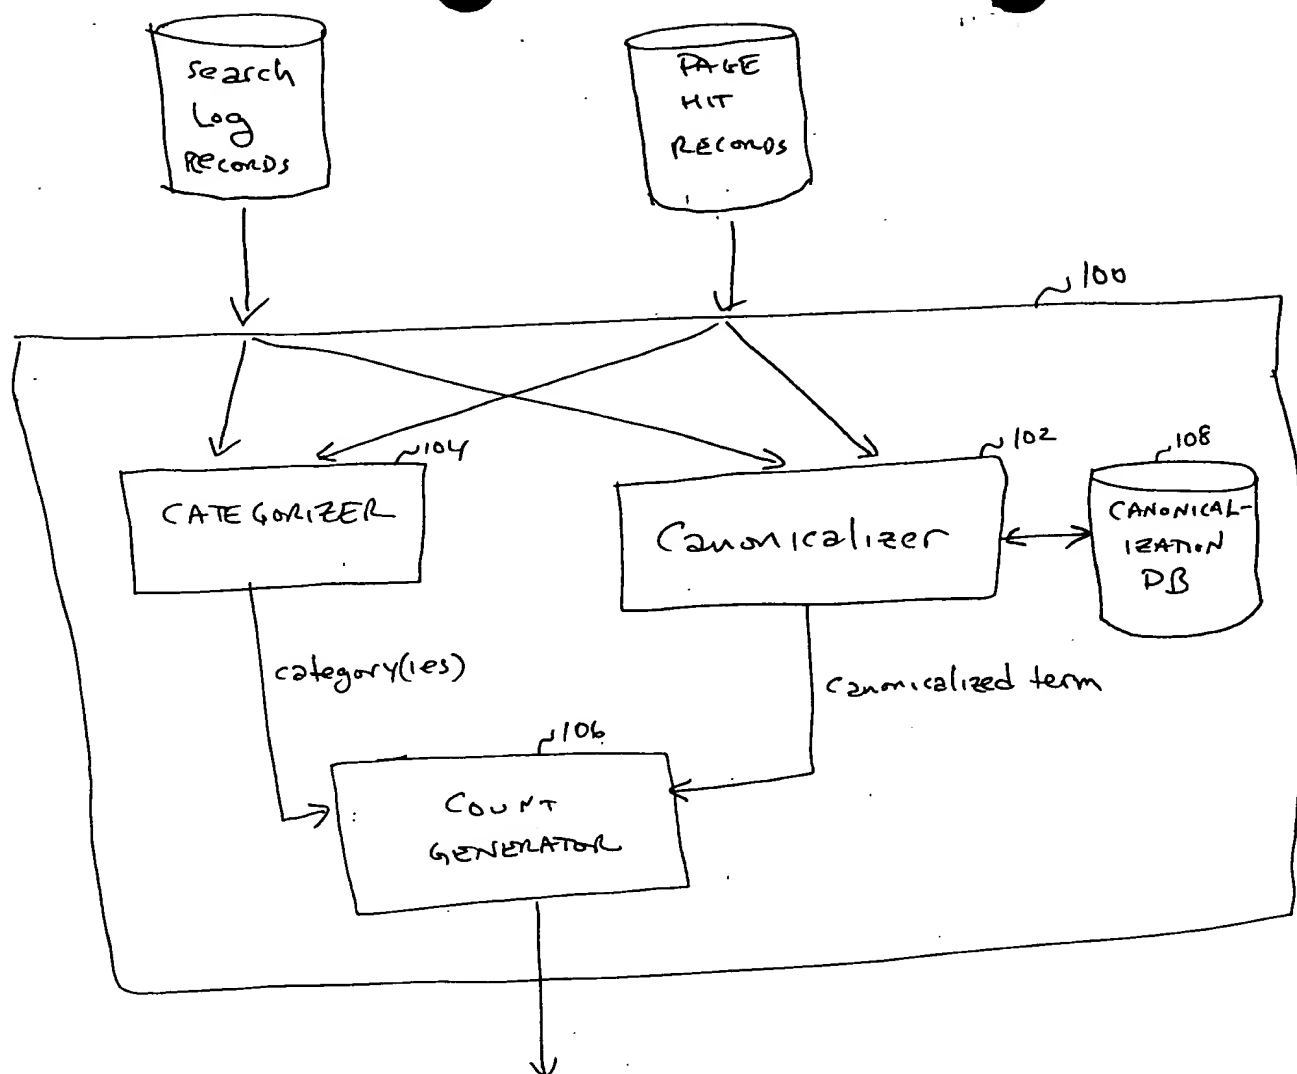 Search
Log
RECORDS
PAGE
HIT
RECORDS
100
104
CATEGORIZER
102
Canonicalizer
108
CANONICAL-
IZATION
DB
category(ies)
Canonicalized term
106
COUNT
GENERATOR